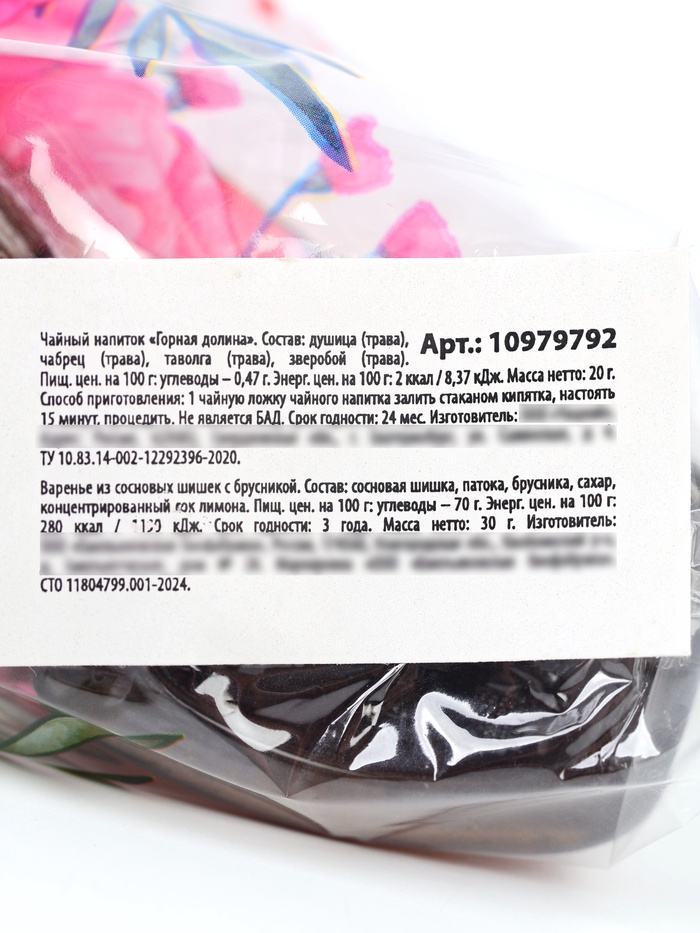 Чайный напиток «Горная долина». Состав: душица (трава),
Арт.: 10979792
чабрец (трава), таволга (трава), зверобой (трава).
Пищ. цен. на 100 г: углеводы – 0,47 г. Энерг. цен. на 100 г: 2 ккал / 8,37 кДж. Масса нетто: 20 г.
Способ приготовления: 1 чайную ложку чайного напитка залить стаканом кипятка, настоять
15 минут, процедить. Не является БАД. Срок годности: 24 мес. Изготовитель:
ТУ 10.83.14-002-12292396-2020.
Варенье из сосновых шишек с брусникой. Состав: сосновая шишка, патока, брусника, сахар,
концентрированный сок лимона. Пищ. цен. на 100 г: углеводы – 70 г. Энерг. цен. на 100 г:
280 ккал / кДж. Срок годности: 3 года. Масса нетто: 30 г. Изготовитель:
СТО 11804799.001-2024.